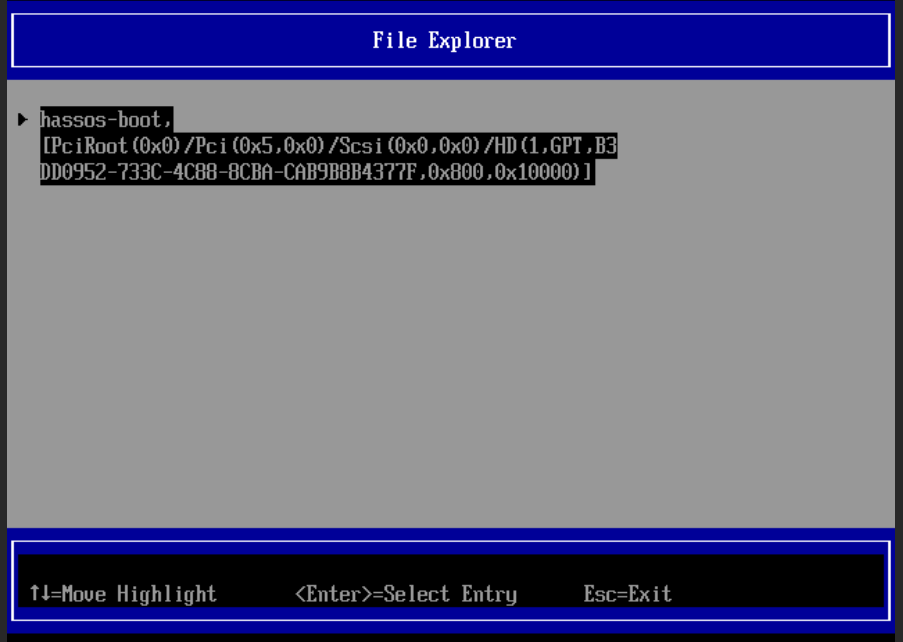 File Explorer
hassos-boot,
[PciRoot(0x0)/Pci(0x5,0x0)/Scsi(0x0,0x0)/HD(1,GPT,B3
DD0952-733C-4C88-8CBA-CAB9B8B4377F,0x800,0x10000)]
↑↓=Move Highlight <Enter>=Select Entry Esc=Exit